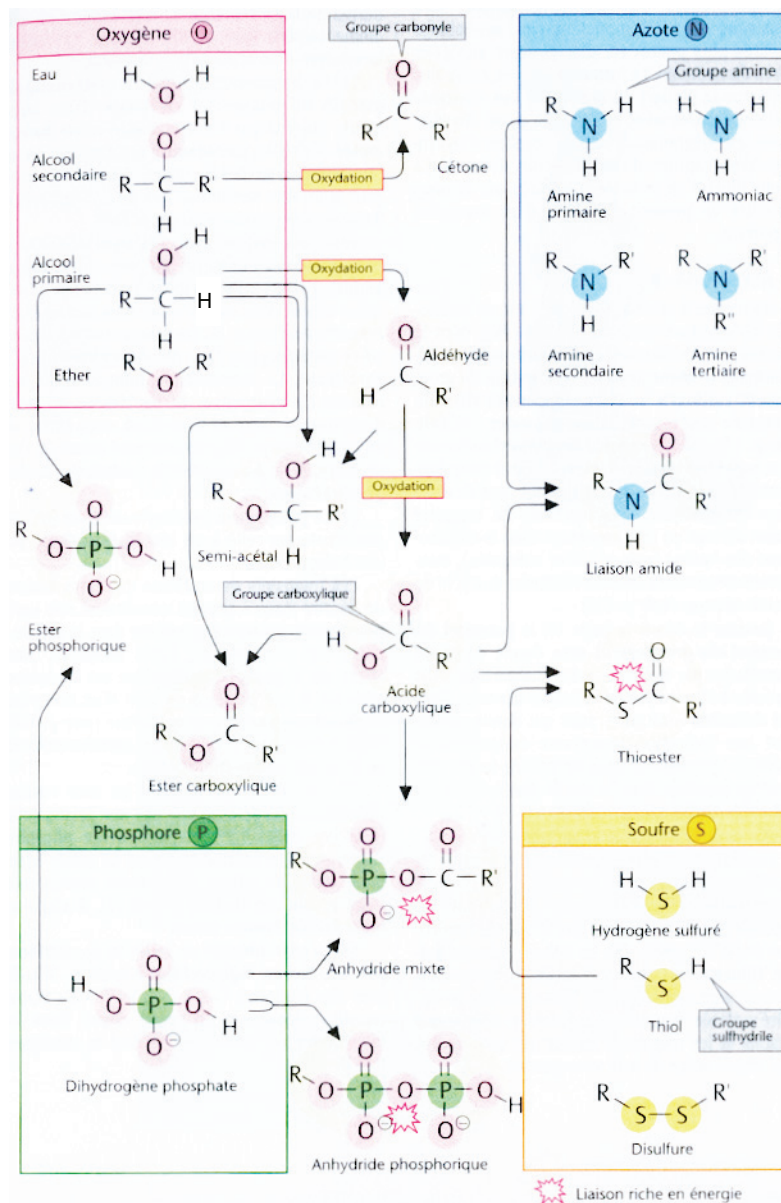 Oxygène O
Eau
H H
O
Alcool
secondaire
H
O
R C R'
H
Oxydation
Groupe carbonyle
O
C
R R'
Cétone
Alcool
primaire
H
O
R C H
H
Oxydation
O
C
H R'
Aldéhyde
Ether
R O R'
Azote N
Groupe amine
R H
N
H
Amine
primaire
H H
N
H
Ammoniac
R R'
N
H
Amine
secondaire
R R'
N
R''
Amine
tertiaire
O
R O P O H
O ⊖
Ester
phosphorique
H
O
R O C R'
H
Semi-acétal
Oxydation
O
R C
N R'
H
Liaison amide
Groupe carboxylique
O
H C
O R'
Acide
carboxylique
O
R C
O R'
Ester carboxylique
O
R C
S R'
Thioester
Phosphore P
O
H O P O H
O ⊖
Dihydrogène phosphate
O O
R O P O C R'
O ⊖
Anhydride mixte
O O
R O P O P O H
O ⊖ O ⊖
Anhydride phosphorique
Soufre S
H H
S
Hydrogène sulfuré
R H
S
Thiol
Groupe
sulfhydrile
R R'
S S
Disulfure
Liaison riche en énergie